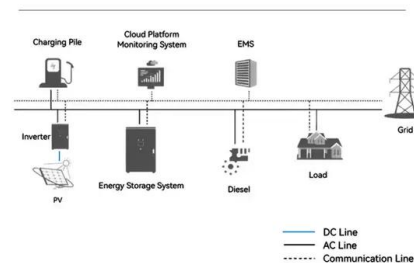 Charging Pile
Cloud Platform
Monitoring System
EMS
Inverter
Grid
PV
Energy Storage System
Diesel
Load
DC Line
AC Line
Communication Line